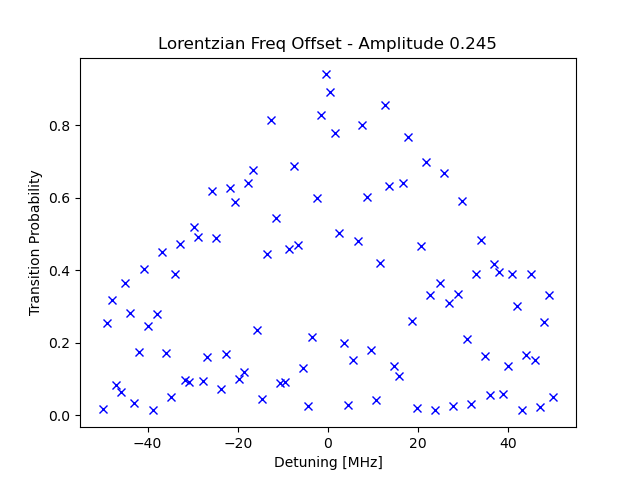 Lorentzian Freq Offset - Amplitude 0.245
Transition Probability
0.8
0.6
0.4
0.2
0.0
−40 −20 0 20 40
Detuning [MHz]